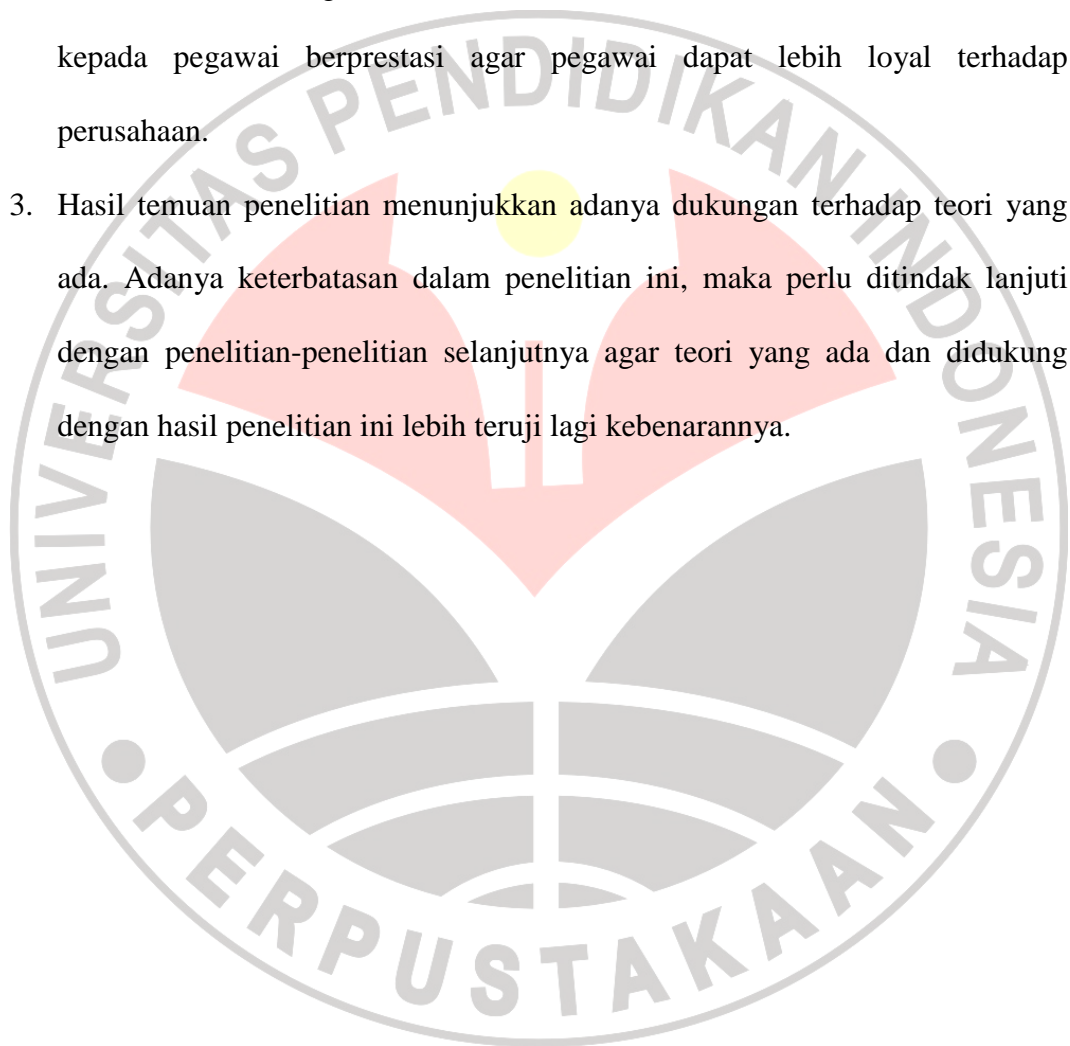 kepada pegawai berprestasi agar pegawai dapat lebih loyal terhadap
perusahaan.
3. Hasil temuan penelitian menunjukkan adanya dukungan terhadap teori yang
ada. Adanya keterbatasan dalam penelitian ini, maka perlu ditindak lanjuti
dengan penelitian-penelitian selanjutnya agar teori yang ada dan didukung
dengan hasil penelitian ini lebih teruji lagi kebenarannya.
UNIVERSITAS PENDIDIKAN INDONESIA
PERPUSTAKAAN